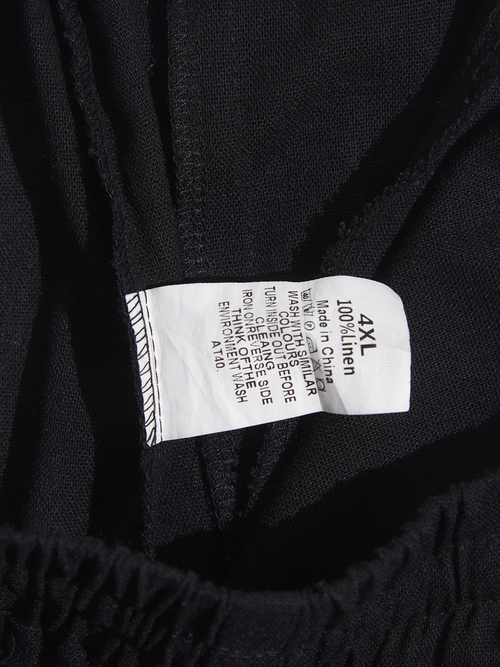 4XL
100%Linen
Made in China
WASH WITH SIMILAR
COLOURS
TURN INSIDE OUT BEFORE
CLEANING
IRON ON REVERSE SIDE
THINK OF THE
ENVIRONMENT WASH
AT40.